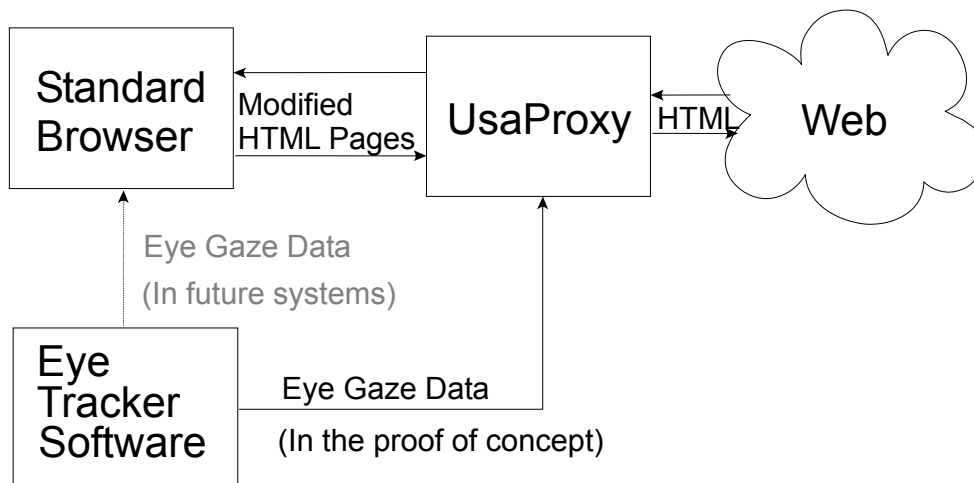 Standard
Browser
Modified
HTML Pages
UsaProxy
HTML
Web
Eye Gaze Data
(In future systems)
Eye
Tracker
Software
Eye Gaze Data
(In the proof of concept)